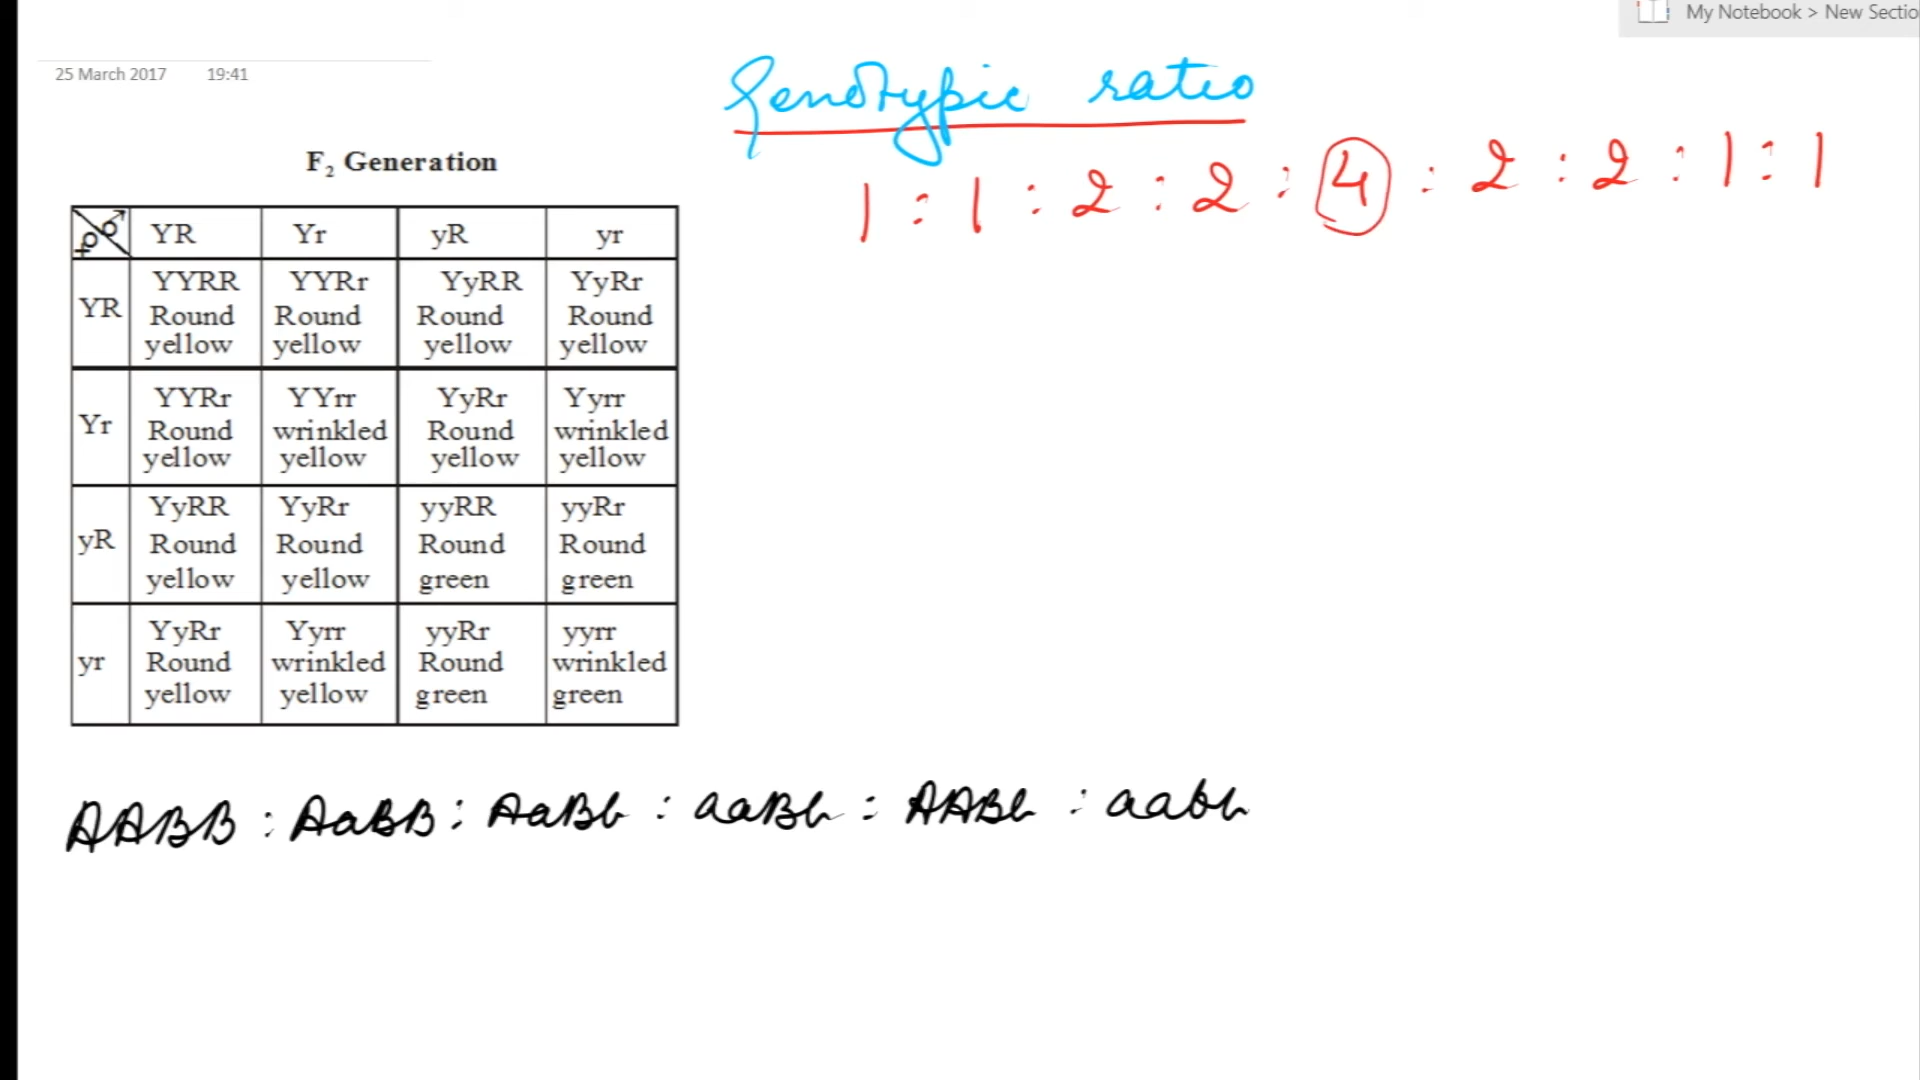 My Notebook > New Sectio
25 March 2017 19:41
Genotypic ratio
1 : 1 : 2 : 2 : 4 : 2 : 2 : 1 : 1
F₂ Generation
♀ ♂ YR Yr yR yr
YR YYRR Round yellow YYRr Round yellow YyRR Round yellow YyRr Round yellow
Yr YYRr Round yellow YYrr wrinkled yellow YyRr Round yellow Yyrr wrinkled yellow
yR YyRR Round yellow YyRr Round yellow yyRR Round green yyRr Round green
yr YyRr Round yellow Yyrr wrinkled yellow yyRr Round green yyrr wrinkled green
AABB : AaBB : AaBb : aaBb : AABb : aabb